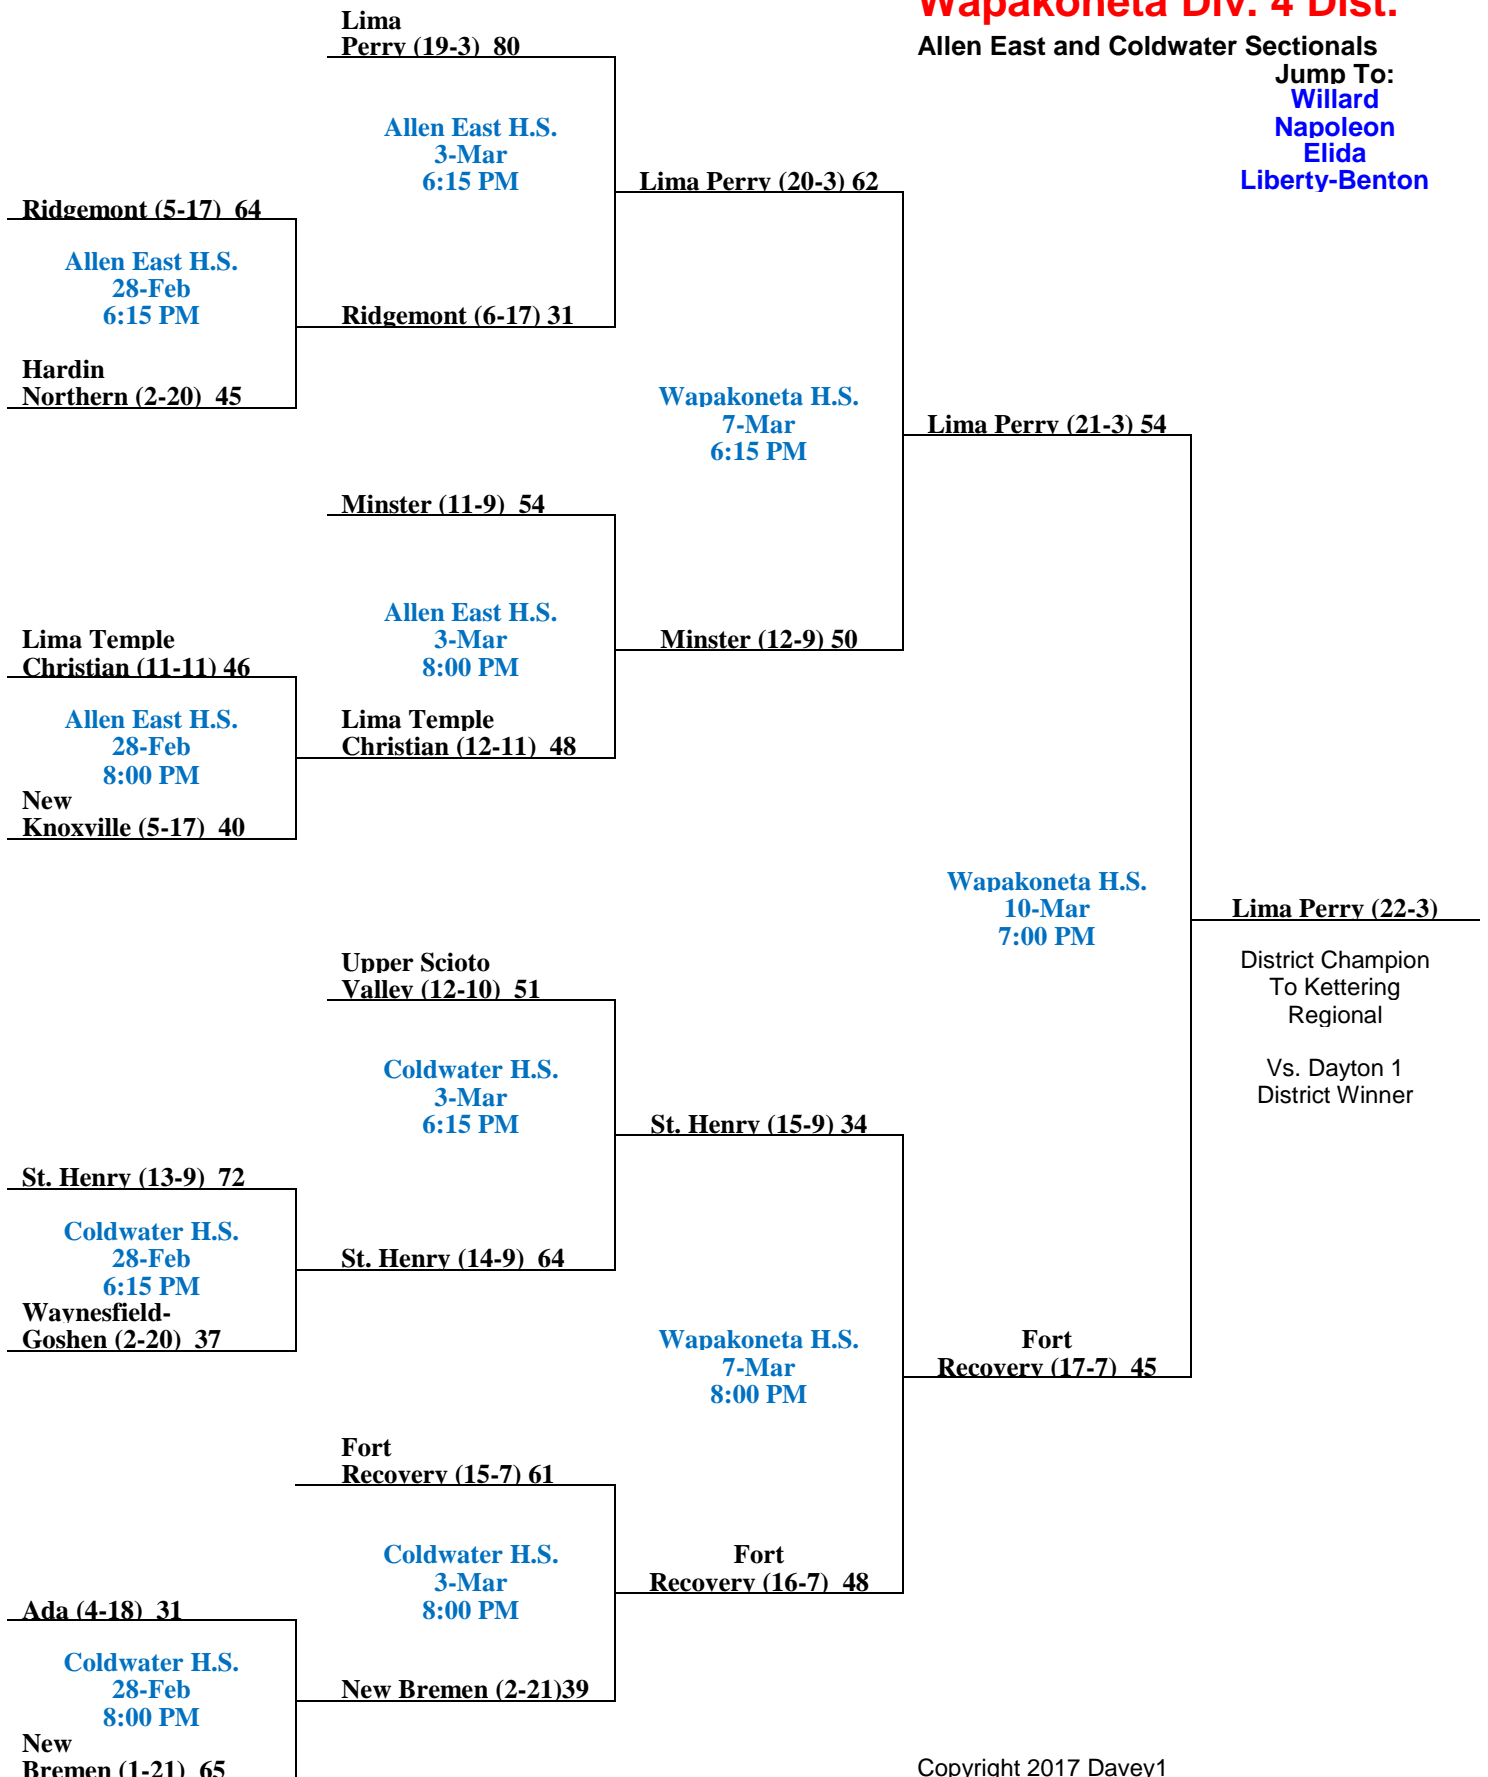 Wapakoneta Div. 4 Dist.
Allen East and Coldwater Sectionals
Jump To:
Willard
Napoleon
Elida
Liberty-Benton
Lima
Perry (19-3)  80
Allen East H.S.
3-Mar
6:15 PM
Lima Perry (20-3) 62
Ridgemont (5-17)  64
Allen East H.S.
28-Feb
6:15 PM
Ridgemont (6-17) 31
Hardin
Northern (2-20)  45
Wapakoneta H.S.
7-Mar
6:15 PM
Lima Perry (21-3) 54
Minster (11-9)  54
Allen East H.S.
3-Mar
8:00 PM
Minster (12-9) 50
Lima Temple
Christian (11-11) 46
Allen East H.S.
28-Feb
8:00 PM
Lima Temple
Christian (12-11)  48
New
Knoxville (5-17)  40
Wapakoneta H.S.
10-Mar
7:00 PM
Lima Perry (22-3)
District Champion
To Kettering
Regional
Vs. Dayton 1
District Winner
Upper Scioto
Valley (12-10)  51
Coldwater H.S.
3-Mar
6:15 PM
St. Henry (15-9) 34
St. Henry (13-9)  72
Coldwater H.S.
28-Feb
6:15 PM
St. Henry (14-9)  64
Waynesfield-
Goshen (2-20)  37
Wapakoneta H.S.
7-Mar
8:00 PM
Fort
Recovery (17-7)  45
Fort
Recovery (15-7) 61
Coldwater H.S.
3-Mar
8:00 PM
Fort
Recovery (16-7)  48
Ada (4-18)  31
Coldwater H.S.
28-Feb
8:00 PM
New Bremen (2-21)39
New
Bremen (1-21)  65
Copyright 2017 Davey1